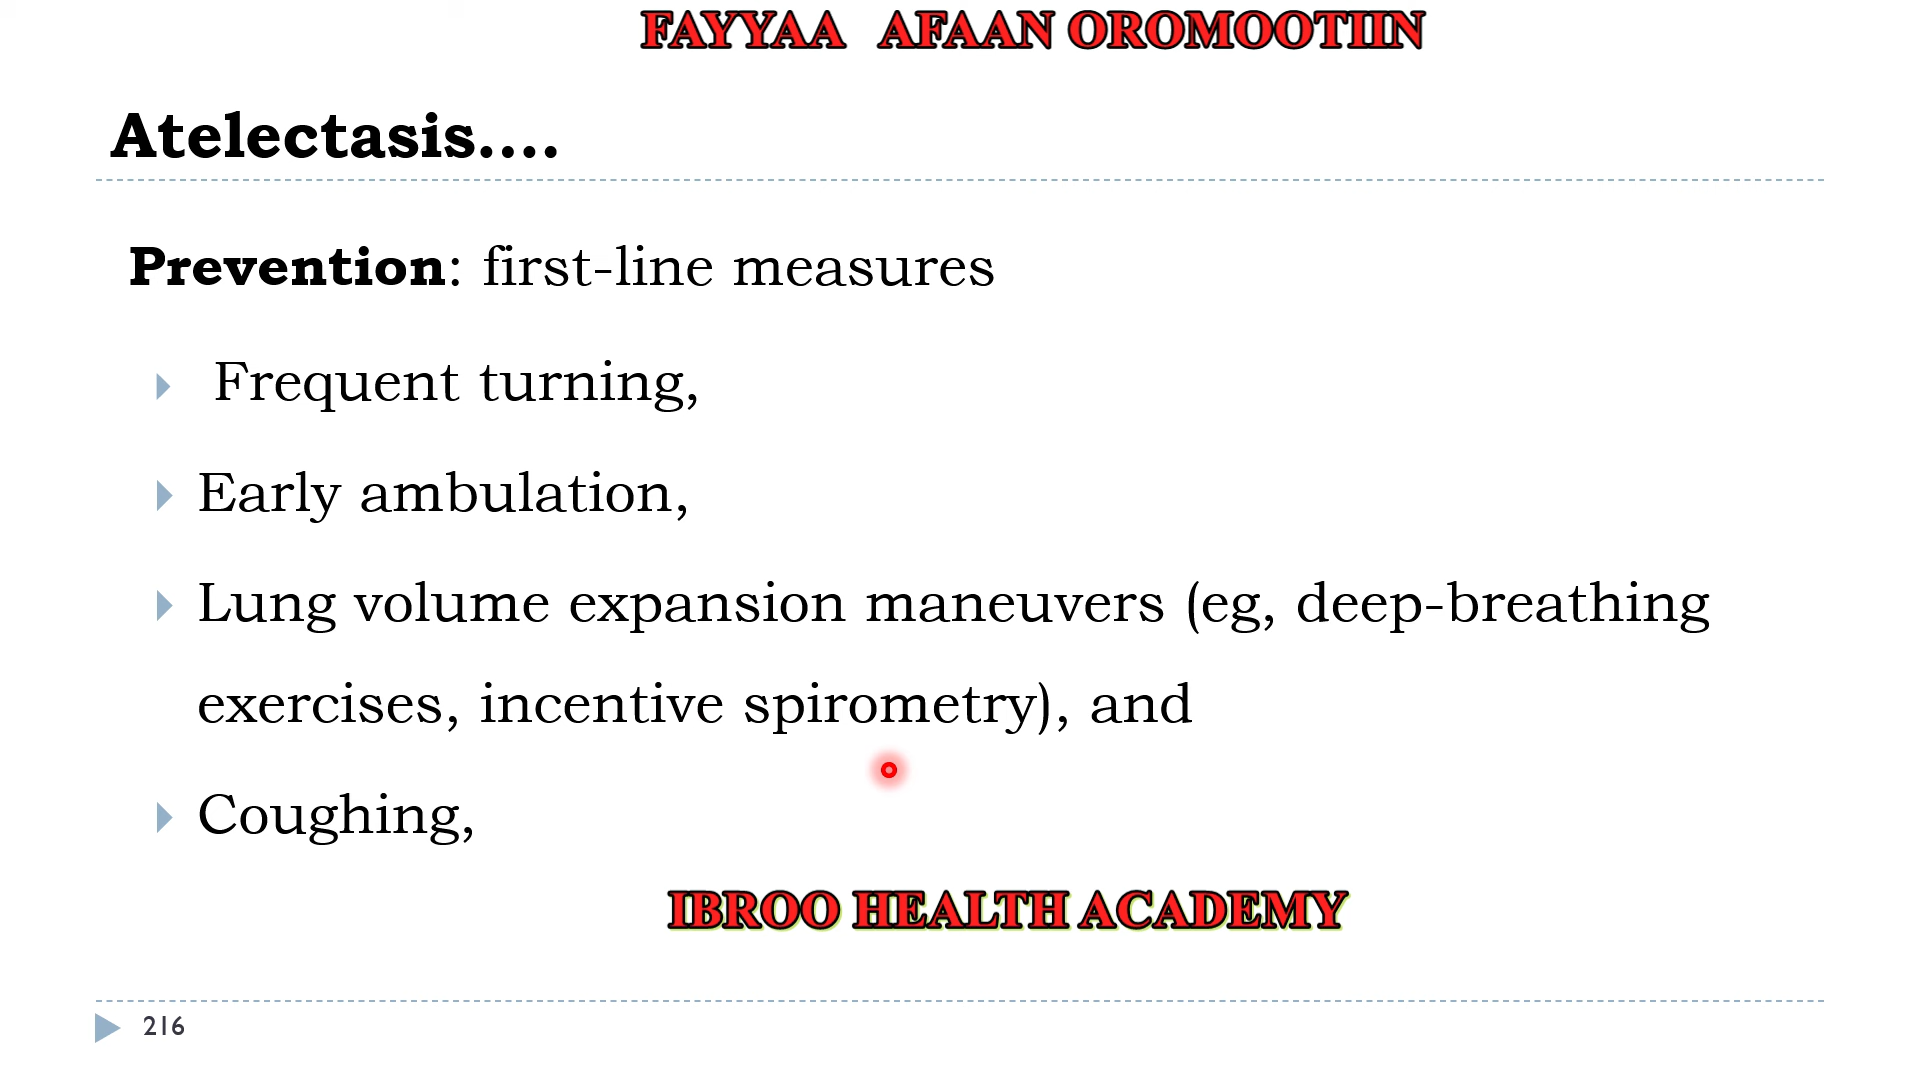 FAYYAA AFAAN OROMOOTIIN
Atelectasis....
Prevention: first-line measures
Frequent turning,
Early ambulation,
Lung volume expansion maneuvers (eg, deep-breathing
exercises, incentive spirometry), and
Coughing,
IBROO HEALTH ACADEMY
216